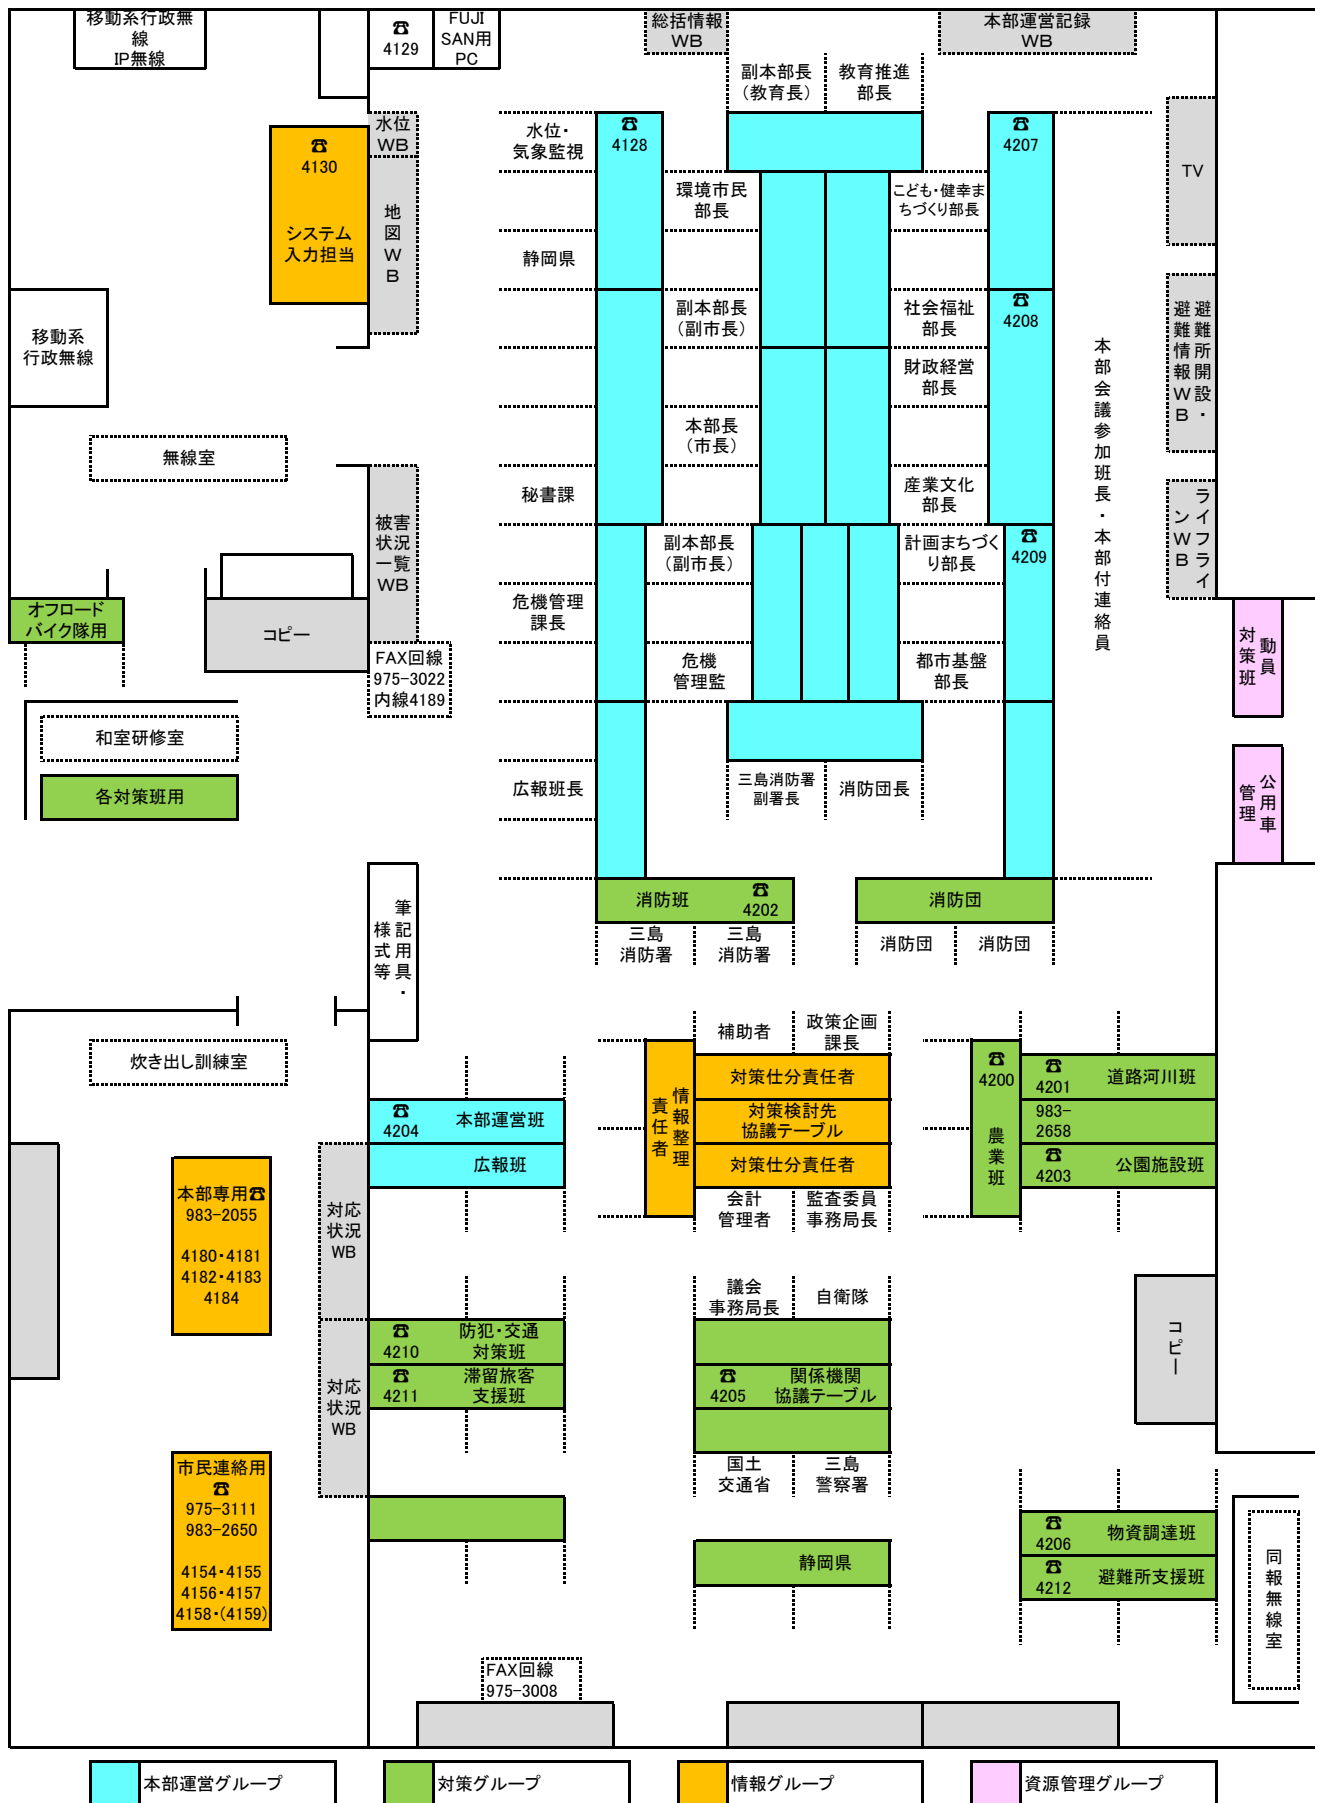 移動系行政無
線
IP無線
☎
4129
FUJI
SAN用
PC
総括情報
WB
本部運営記録
WB
副本部長
（教育長）
教育推進
部長
☎
4130
システム
入力担当
水位
WB
地図WB
水位・
気象監視
☎
4128
☎
4207
TV
環境市民
部長
こども・健幸ま
ちづくり部長
静岡県
移動系
行政無線
副本部長
（副市長）
社会福祉
部長
☎
4208
避難所開設・
避難情報WB
本部会議参加班長・本部付連絡員
財政経営
部長
本部長
（市長）
無線室
秘書課
産業文化
部長
ライフライ
ンWB
被害
状況
一覧
WB
副本部長
（副市長）
計画まちづく
り部長
☎
4209
オフロード
バイク隊用
コピー
危機管理
課長
動員
対策班
FAX回線
975-3022
内線4189
危機
管理監
都市基盤
部長
和室研修室
各対策班用
広報班長
三島消防署
副署長
消防団長
公用車
管理
筆記用具・
様式等
消防班
☎
4202
消防団
三島
消防署
三島
消防署
消防団
消防団
炊き出し訓練室
補助者
政策企画
課長
情報整理
責任者
対策仕分責任者
対策検討先
協議テーブル
対策仕分責任者
☎
4200
農業班
☎
4201
道路河川班
983-
2658
☎
4203
公園施設班
☎
4204
本部運営班
広報班
本部専用☎
983-2055
4180・4181
4182・4183
4184
対応
状況
WB
会計
管理者
監査委員
事務局長
議会
事務局長
自衛隊
コピー
☎
4210
防犯・交通
対策班
☎
4211
滞留旅客
支援班
対応
状況
WB
☎
4205
関係機関
協議テーブル
市民連絡用
☎
975-3111
983-2650
4154・4155
4156・4157
4158・(4159)
国土
交通省
三島
警察署
静岡県
☎
4206
物資調達班
☎
4212
避難所支援班
同報無線室
FAX回線
975-3008
本部運営グループ
対策グループ
情報グループ
資源管理グループ